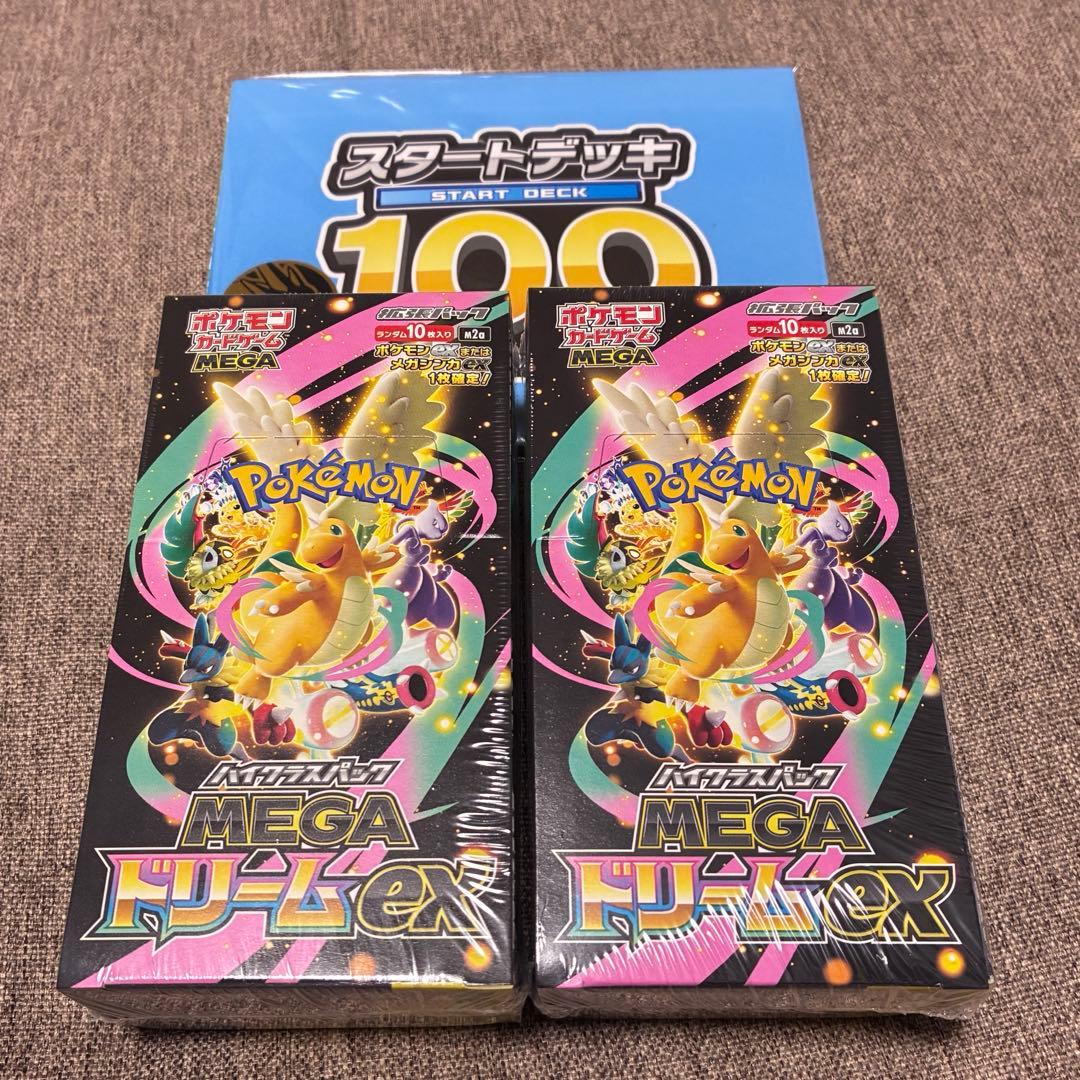 スタートデッキ
START DECK
100
ポケモン
カードゲーム
MEGA
拡張パック
ランダム10枚入り
M2a
ポケモンexまたは
メガシンカex
1枚確定!
Pokémon
TM
ハイクラスパック
MEGA
ドリームex
ポケモン
カードゲーム
MEGA
拡張パック
ランダム10枚入り
M2a
ポケモンexまたは
メガシンカex
1枚確定!
Pokémon
TM
ハイクラスパック
MEGA
ドリームex